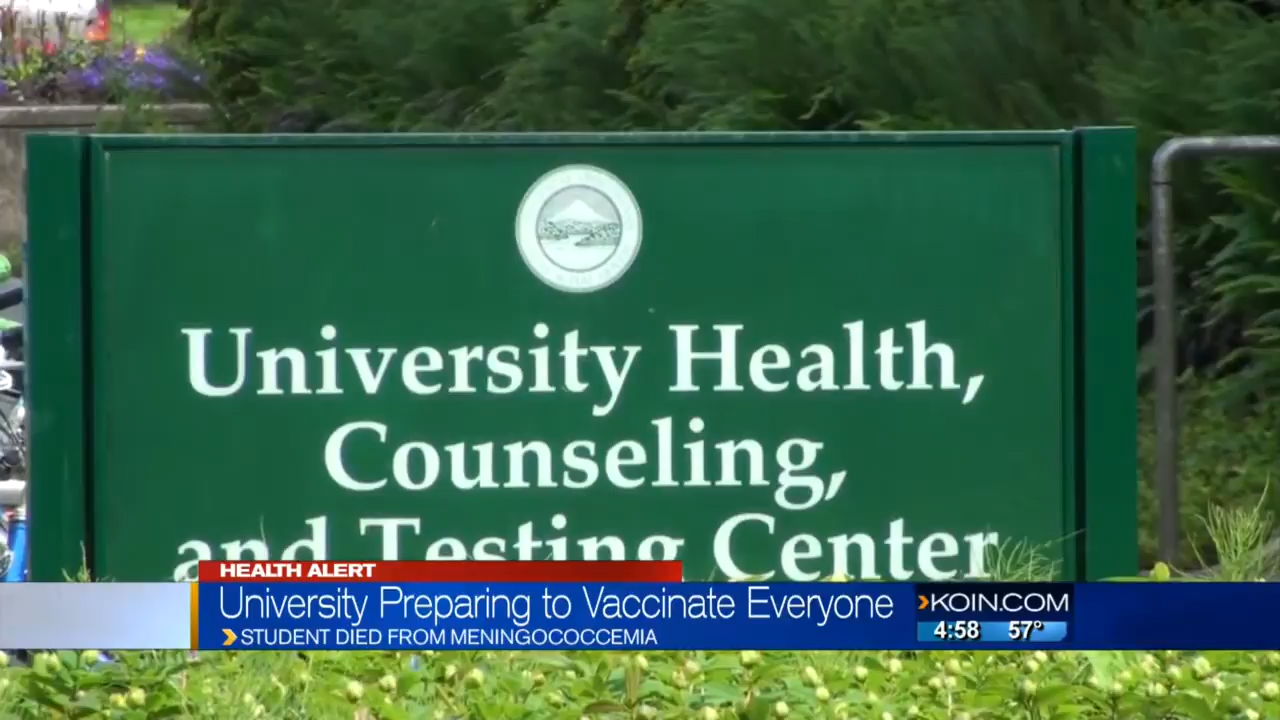 University Health,
Counseling,
and Testing Center
HEALTH ALERT
University Preparing to Vaccinate Everyone
STUDENT DIED FROM MENINGOCOCCEMIA
KOIN.COM
4:58 57°